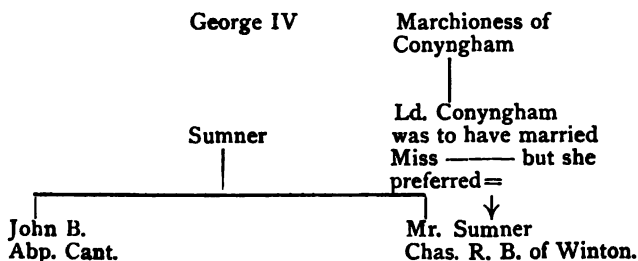 George IV
Marchioness of
Conyngham
Ld. Conyngham
was to have married
Miss ——— but she
preferred =
Sumner
John B.
Abp. Cant.
Mr. Sumner
Chas. R. B. of Winton.